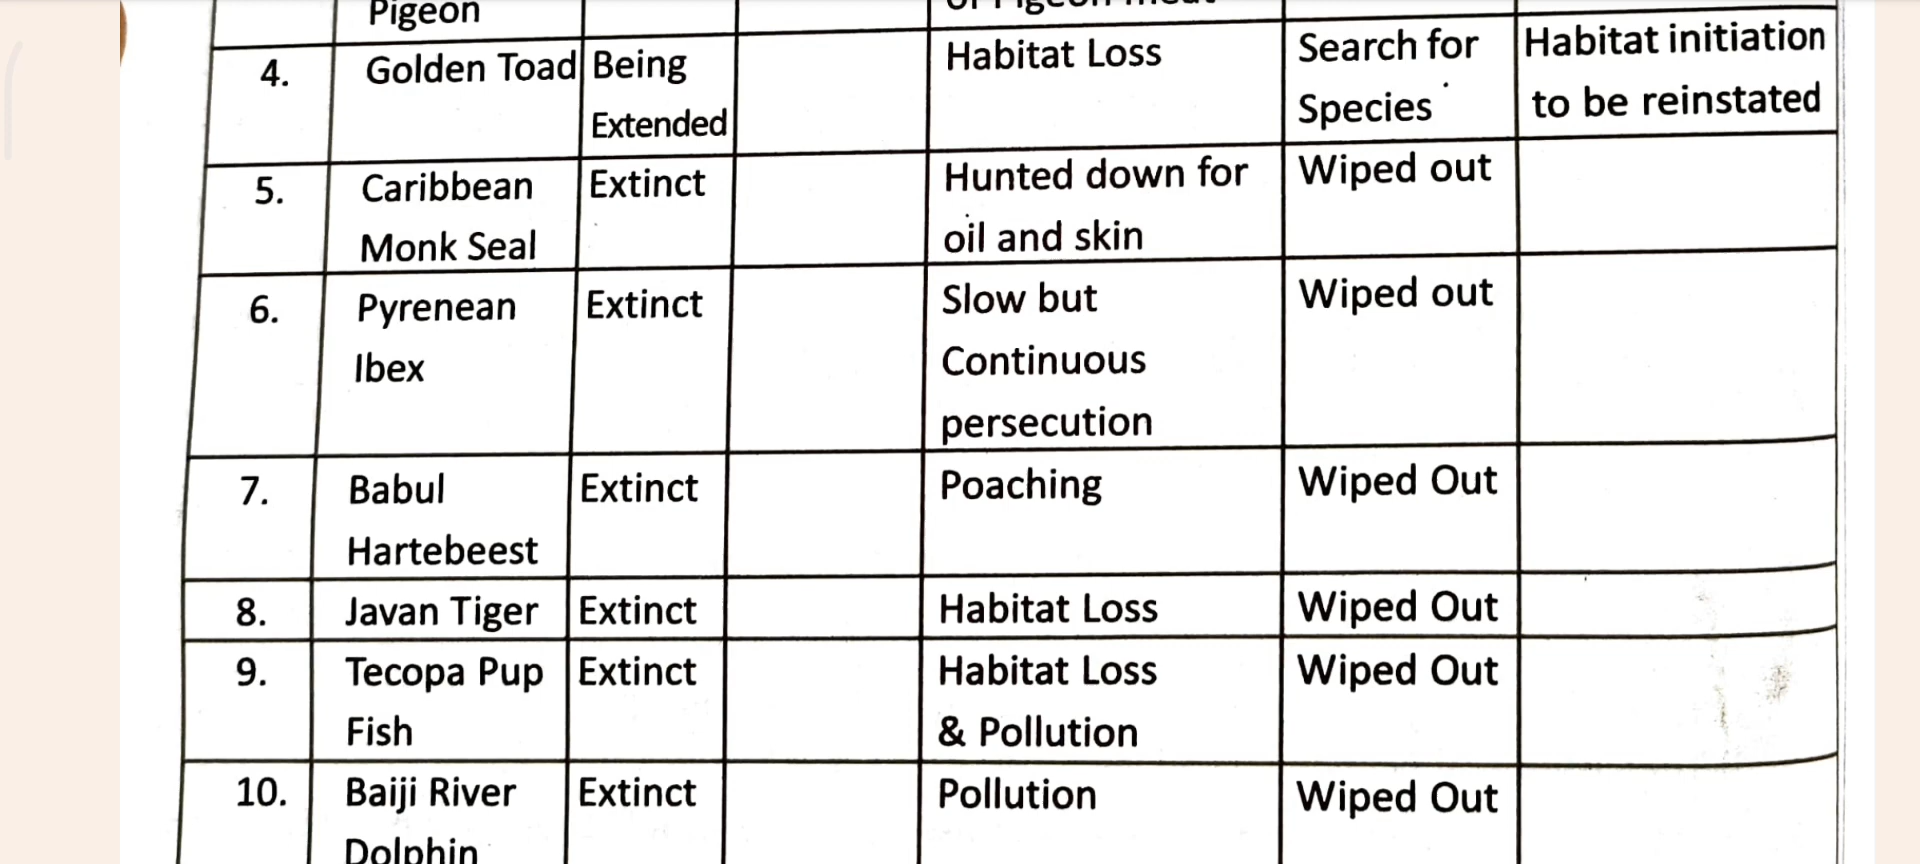 Pigeon
4. Golden Toad Being Habitat Loss Search for Habitat initiation
Extended Species to be reinstated
5. Caribbean Extinct Hunted down for Wiped out
Monk Seal oil and skin
6. Pyrenean Extinct Slow but Wiped out
Ibex Continuous
persecution
7. Babul Extinct Poaching Wiped Out
Hartebeest
8. Javan Tiger Extinct Habitat Loss Wiped Out
9. Tecopa Pup Extinct Habitat Loss Wiped Out
Fish & Pollution
10. Baiji River Extinct Pollution Wiped Out
Dolphin